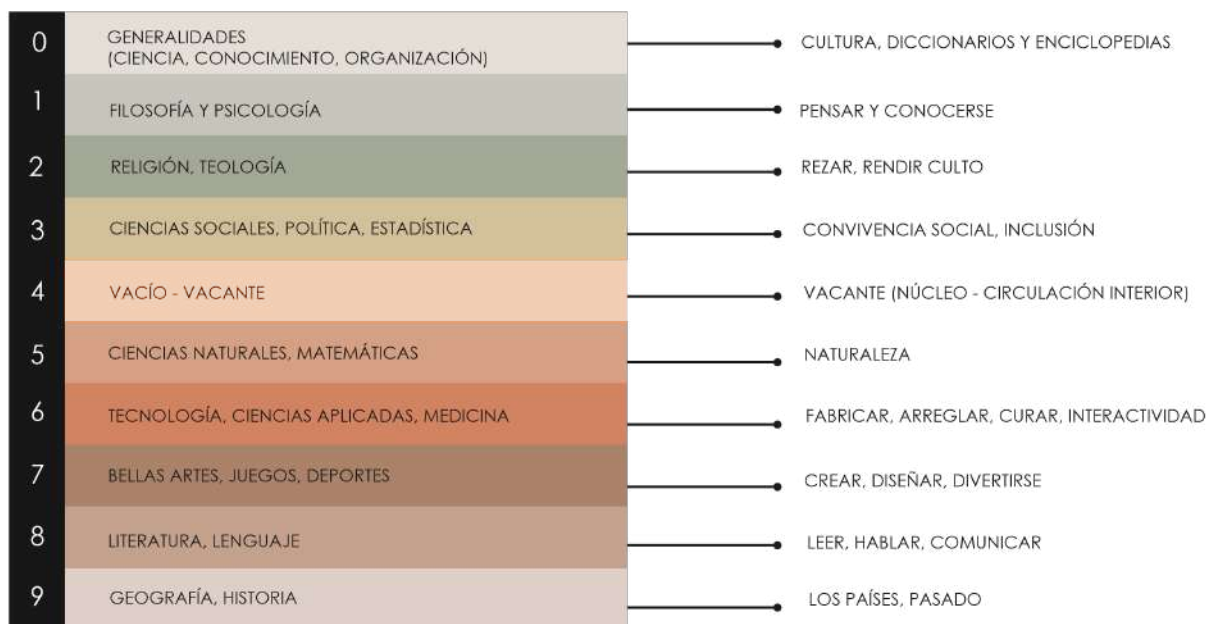 0
GENERALIDADES
(CIENCIA, CONOCIMIENTO, ORGANIZACIÓN)
CULTURA, DICCIONARIOS Y ENCICLOPEDIAS
1
FILOSOFÍA Y PSICOLOGÍA
PENSAR Y CONOCERSE
2
RELIGIÓN, TEOLOGÍA
REZAR, RENDIR CULTO
3
CIENCIAS SOCIALES, POLÍTICA, ESTADÍSTICA
CONVIVENCIA SOCIAL, INCLUSIÓN
4
VACÍO - VACANTE
VACANTE (NÚCLEO - CIRCULACIÓN INTERIOR)
5
CIENCIAS NATURALES, MATEMÁTICAS
NATURALEZA
6
TECNOLOGÍA, CIENCIAS APLICADAS, MEDICINA
FABRICAR, ARREGLAR, CURAR, INTERACTIVIDAD
7
BELLAS ARTES, JUEGOS, DEPORTES
CREAR, DISEÑAR, DIVERTIRSE
8
LITERATURA, LENGUAJE
LEER, HABLAR, COMUNICAR
9
GEOGRAFÍA, HISTORIA
LOS PAÍSES, PASADO